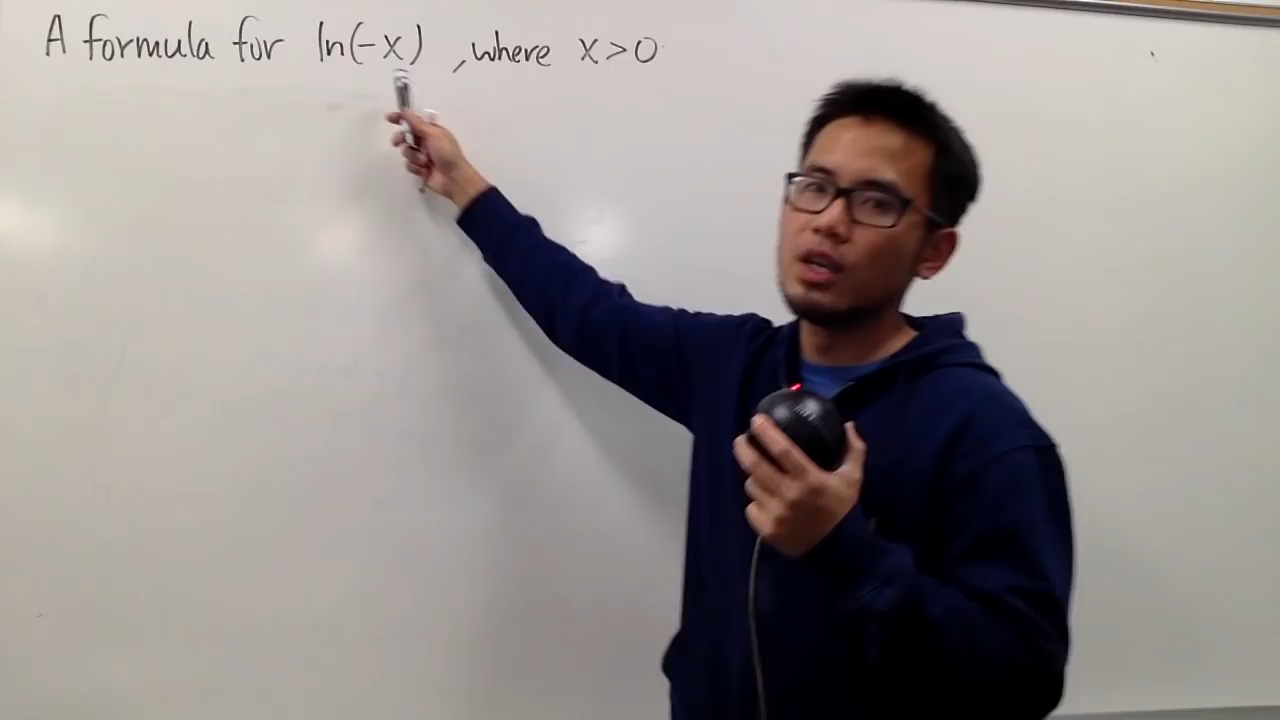 A formula for ln(-x), where x>0